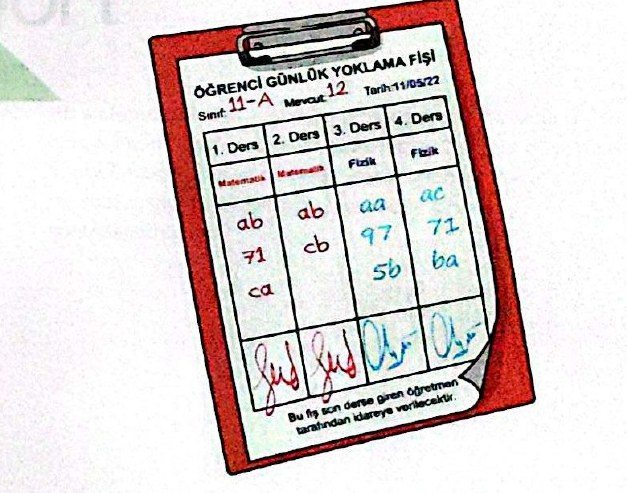 ÖĞRENCİ GÜNLÜK YOKLAMA FİŞİ
Sınıf: 11-A Mevcut: 12 Tarih: 11/05/22
1. Ders 2. Ders 3. Ders 4. Ders
Matematik Matematik Fizik Fizik
ab ab aa ac
71 cb 97 71
ca 5b ba
Bu fiş son derse giren öğretmen
tarafından idareye verilecektir.